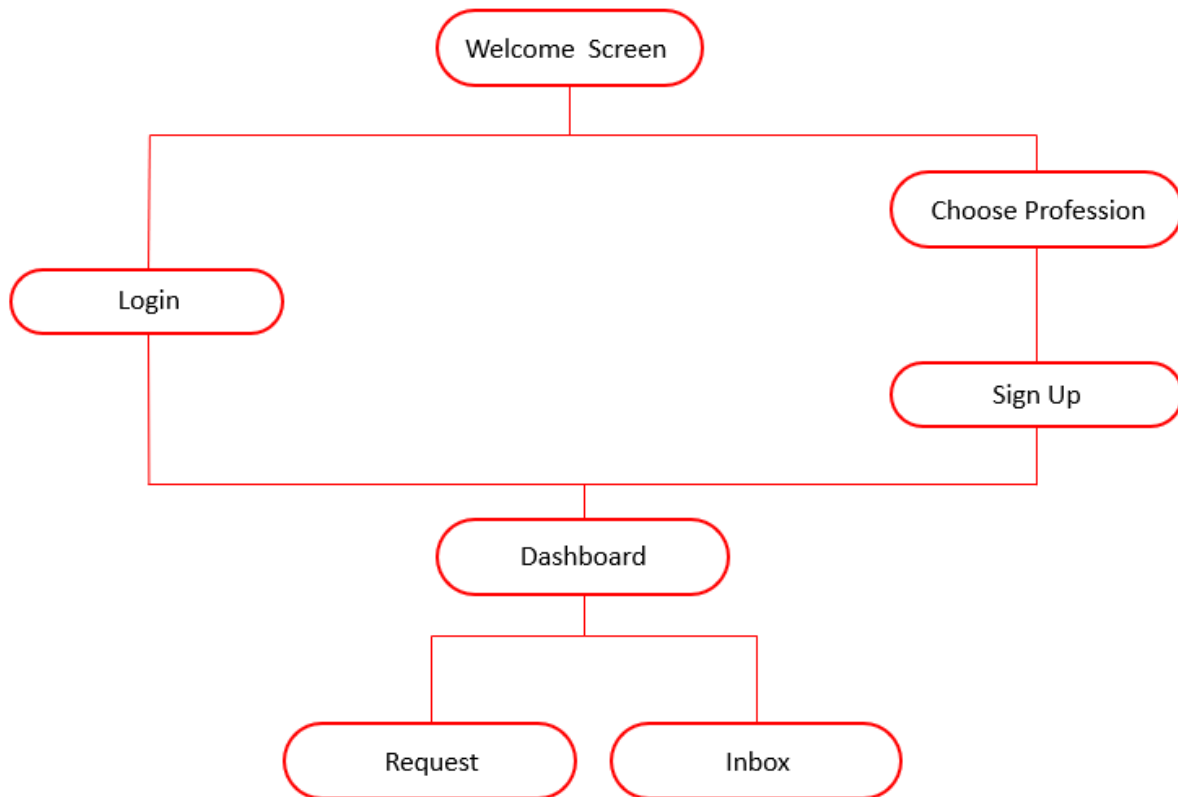 Welcome  Screen
Choose Profession
Login
Sign Up
Dashboard
Request
Inbox